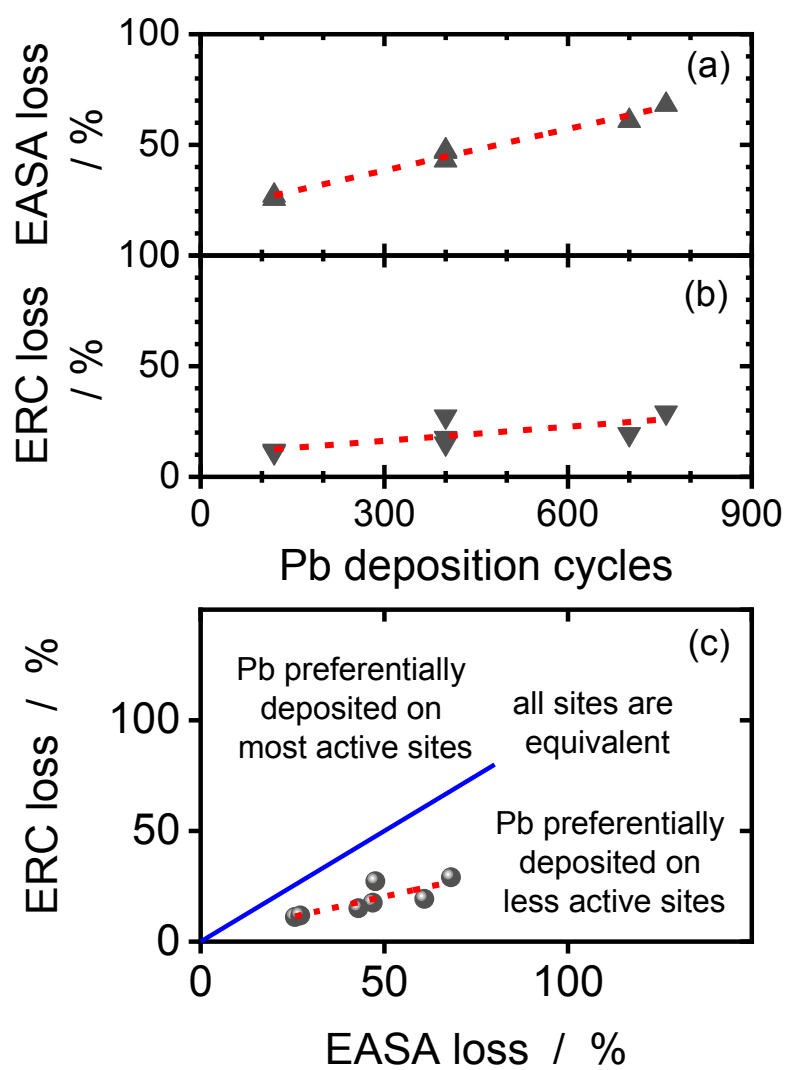 100
(a)
EASA loss
/ %
50
100
(b)
ERC loss
/ %
50
0
0 300 600 900
Pb deposition cycles
(c)
Pb preferentially
deposited on
most active sites
all sites are
equivalent
100
ERC loss / %
50
Pb preferentially
deposited on
less active sites
0
0 50 100
EASA loss / %